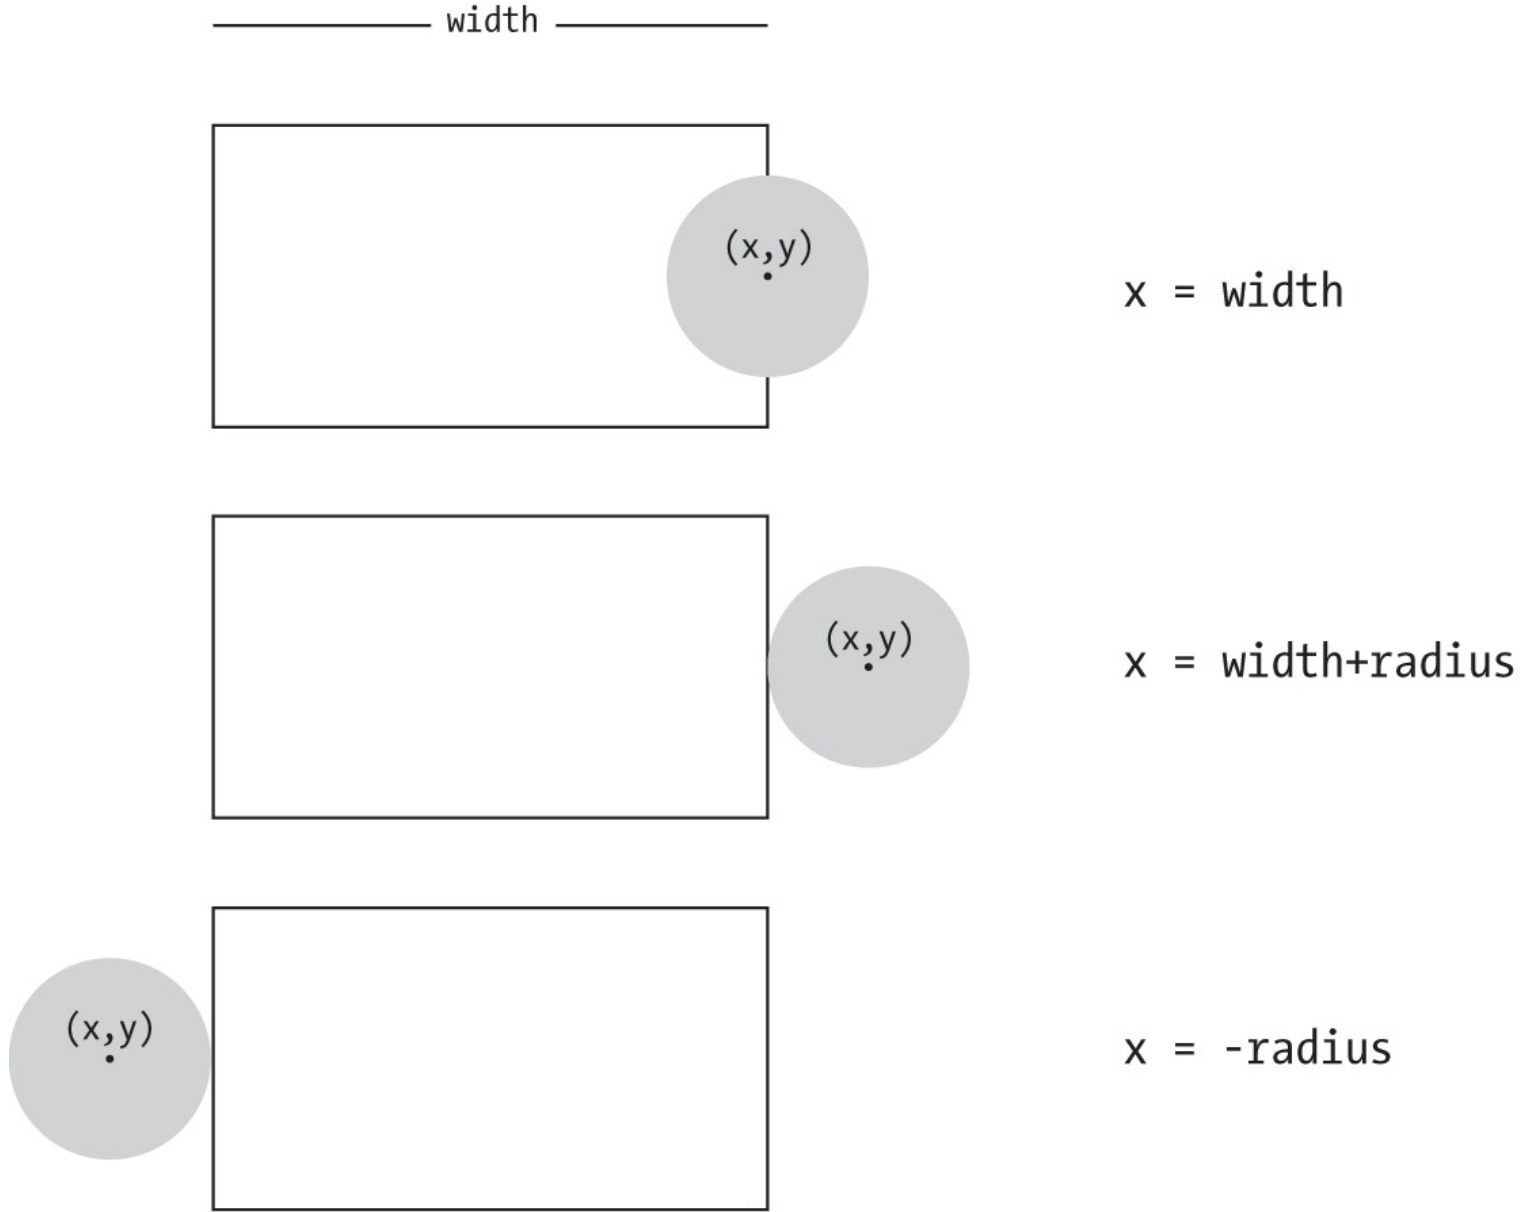 width
(x,y)
x = width
(x,y)
x = width+radius
(x,y)
x = -radius